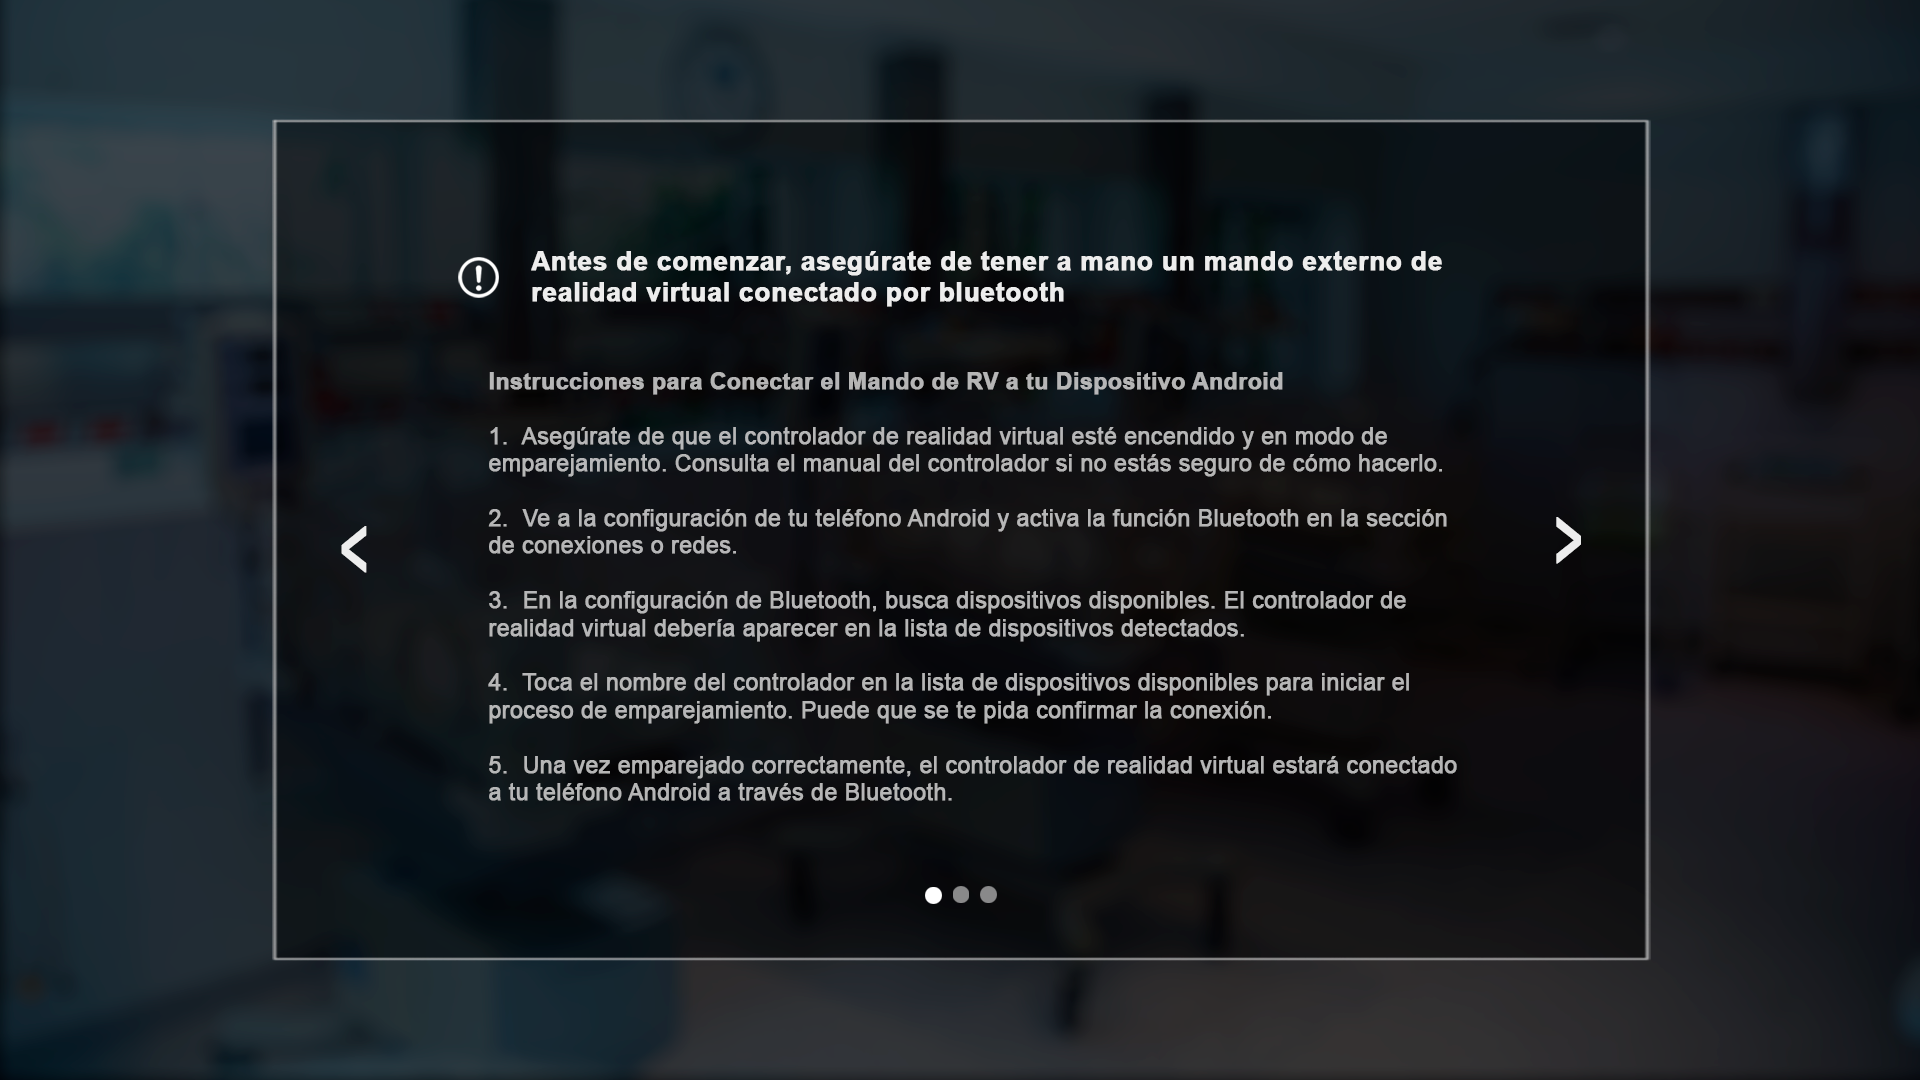 Antes de comenzar, asegúrate de tener a mano un mando externo de
realidad virtual conectado por bluetooth
Instrucciones para Conectar el Mando de RV a tu Dispositivo Android
1. Asegúrate de que el controlador de realidad virtual esté encendido y en modo de
emparejamiento. Consulta el manual del controlador si no estás seguro de cómo hacerlo.
2. Ve a la configuración de tu teléfono Android y activa la función Bluetooth en la sección
de conexiones o redes.
3. En la configuración de Bluetooth, busca dispositivos disponibles. El controlador de
realidad virtual debería aparecer en la lista de dispositivos detectados.
4. Toca el nombre del controlador en la lista de dispositivos disponibles para iniciar el
proceso de emparejamiento. Puede que se te pida confirmar la conexión.
5. Una vez emparejado correctamente, el controlador de realidad virtual estará conectado
a tu teléfono Android a través de Bluetooth.